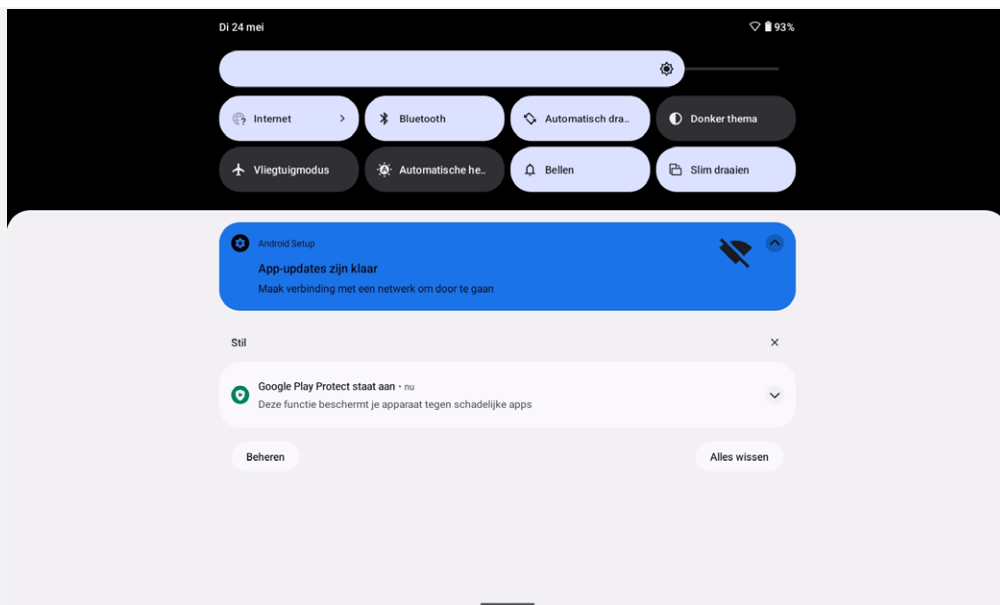 Di 24 mei
93%
Internet
Bluetooth
Automatisch dra..
Donker thema
Vliegtuigmodus
Automatische he..
Bellen
Slim draaien
Android Setup
App-updates zijn klaar
Maak verbinding met een netwerk om door te gaan
Stil
Google Play Protect staat aan • nu
Deze functie beschermt je apparaat tegen schadelijke apps
Beheren
Alles wissen